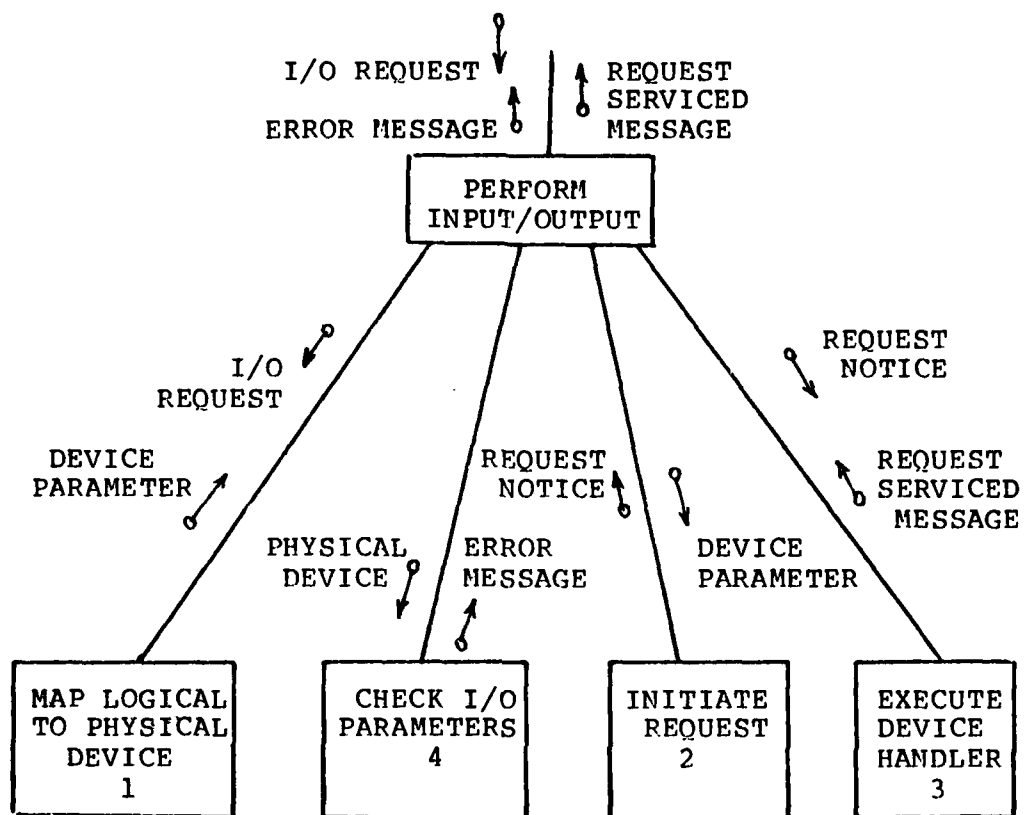 I/O REQUEST
ERROR MESSAGE
REQUEST
SERVICED
MESSAGE
PERFORM
INPUT/OUTPUT
I/O
REQUEST
DEVICE
PARAMETER
PHYSICAL
DEVICE
ERROR
MESSAGE
REQUEST
NOTICE
DEVICE
PARAMETER
REQUEST
NOTICE
REQUEST
SERVICED
MESSAGE
MAP LOGICAL
TO PHYSICAL
DEVICE
1
CHECK I/O
PARAMETERS
4
INITIATE
REQUEST
2
EXECUTE
DEVICE
HANDLER
3